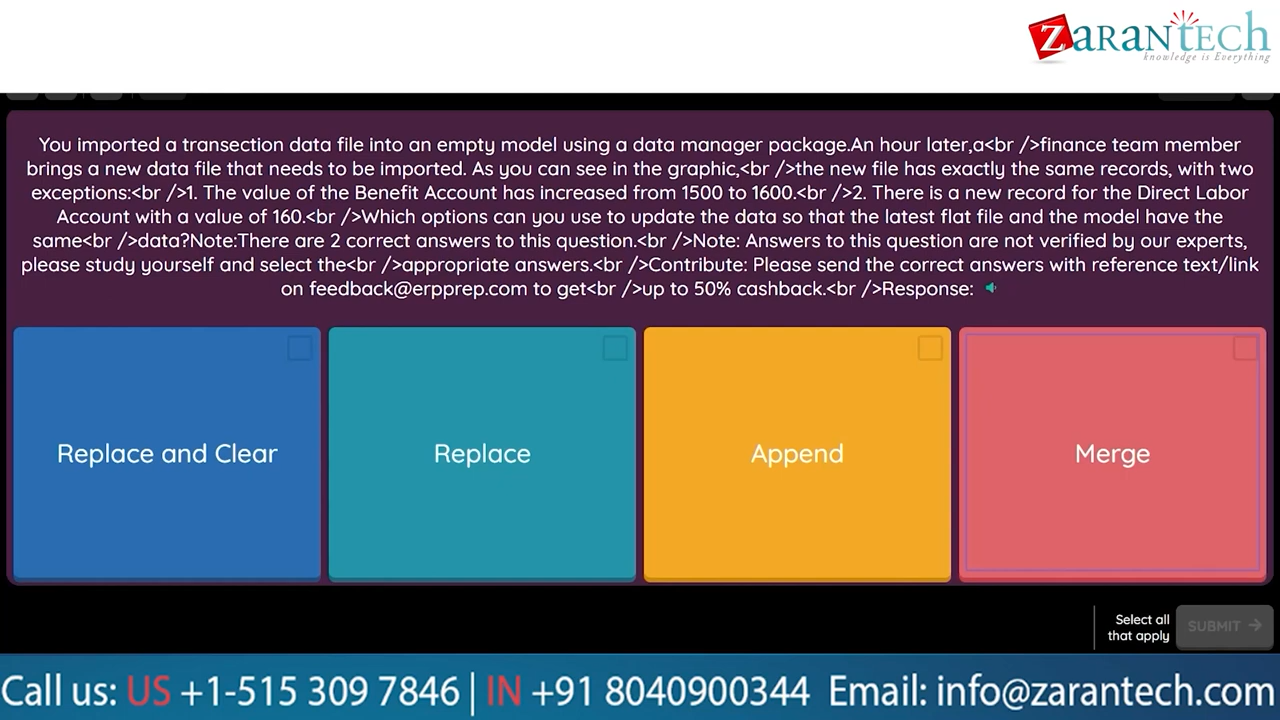 ZARANTECH
knowledge is Everything
You imported a transection data file into an empty model using a data manager package.An hour later,a<br />finance team member
brings a new data file that needs to be imported. As you can see in the graphic,<br />the new file has exactly the same records, with two
exceptions:<br />1. The value of the Benefit Account has increased from 1500 to 1600.<br />2. There is a new record for the Direct Labor
Account with a value of 160.<br />Which options can you use to update the data so that the latest flat file and the model have the
same<br />data?Note:There are 2 correct answers to this question.<br />Note: Answers to this question are not verified by our experts,
please study yourself and select the<br />appropriate answers.<br />Contribute: Please send the correct answers with reference text/link
on feedback@erpprep.com to get<br />up to 50% cashback.<br />Response:
Replace and Clear
Replace
Append
Merge
Select all
that apply
SUBMIT
Call us: US +1-515 309 7846 | IN +91 8040900344 Email: info@zarantech.com